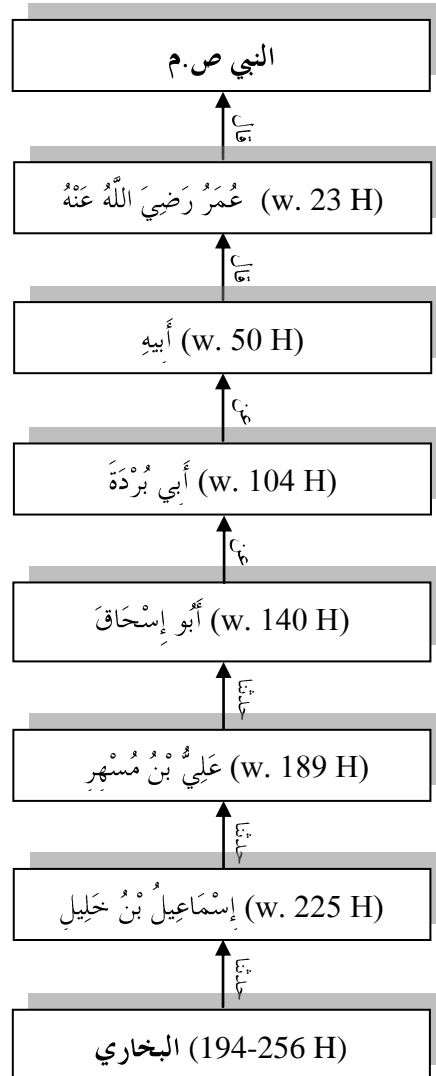 النبي ص.م
قال
عُمَرُ رَضِيَ اللَّهُ عَنْهُ (w. 23 H)
قال
أَبِيهِ (w. 50 H)
عن
أَبِي بُرْدَةَ (w. 104 H)
عن
أَبُو إِسْحَاقَ (w. 140 H)
حدثنا
عَلِيُّ بْنُ مُسْهِرٍ (w. 189 H)
حدثنا
إِسْمَاعِيلُ بْنُ خَلِيلٍ (w. 225 H)
حدثنا
البخاري (194-256 H)